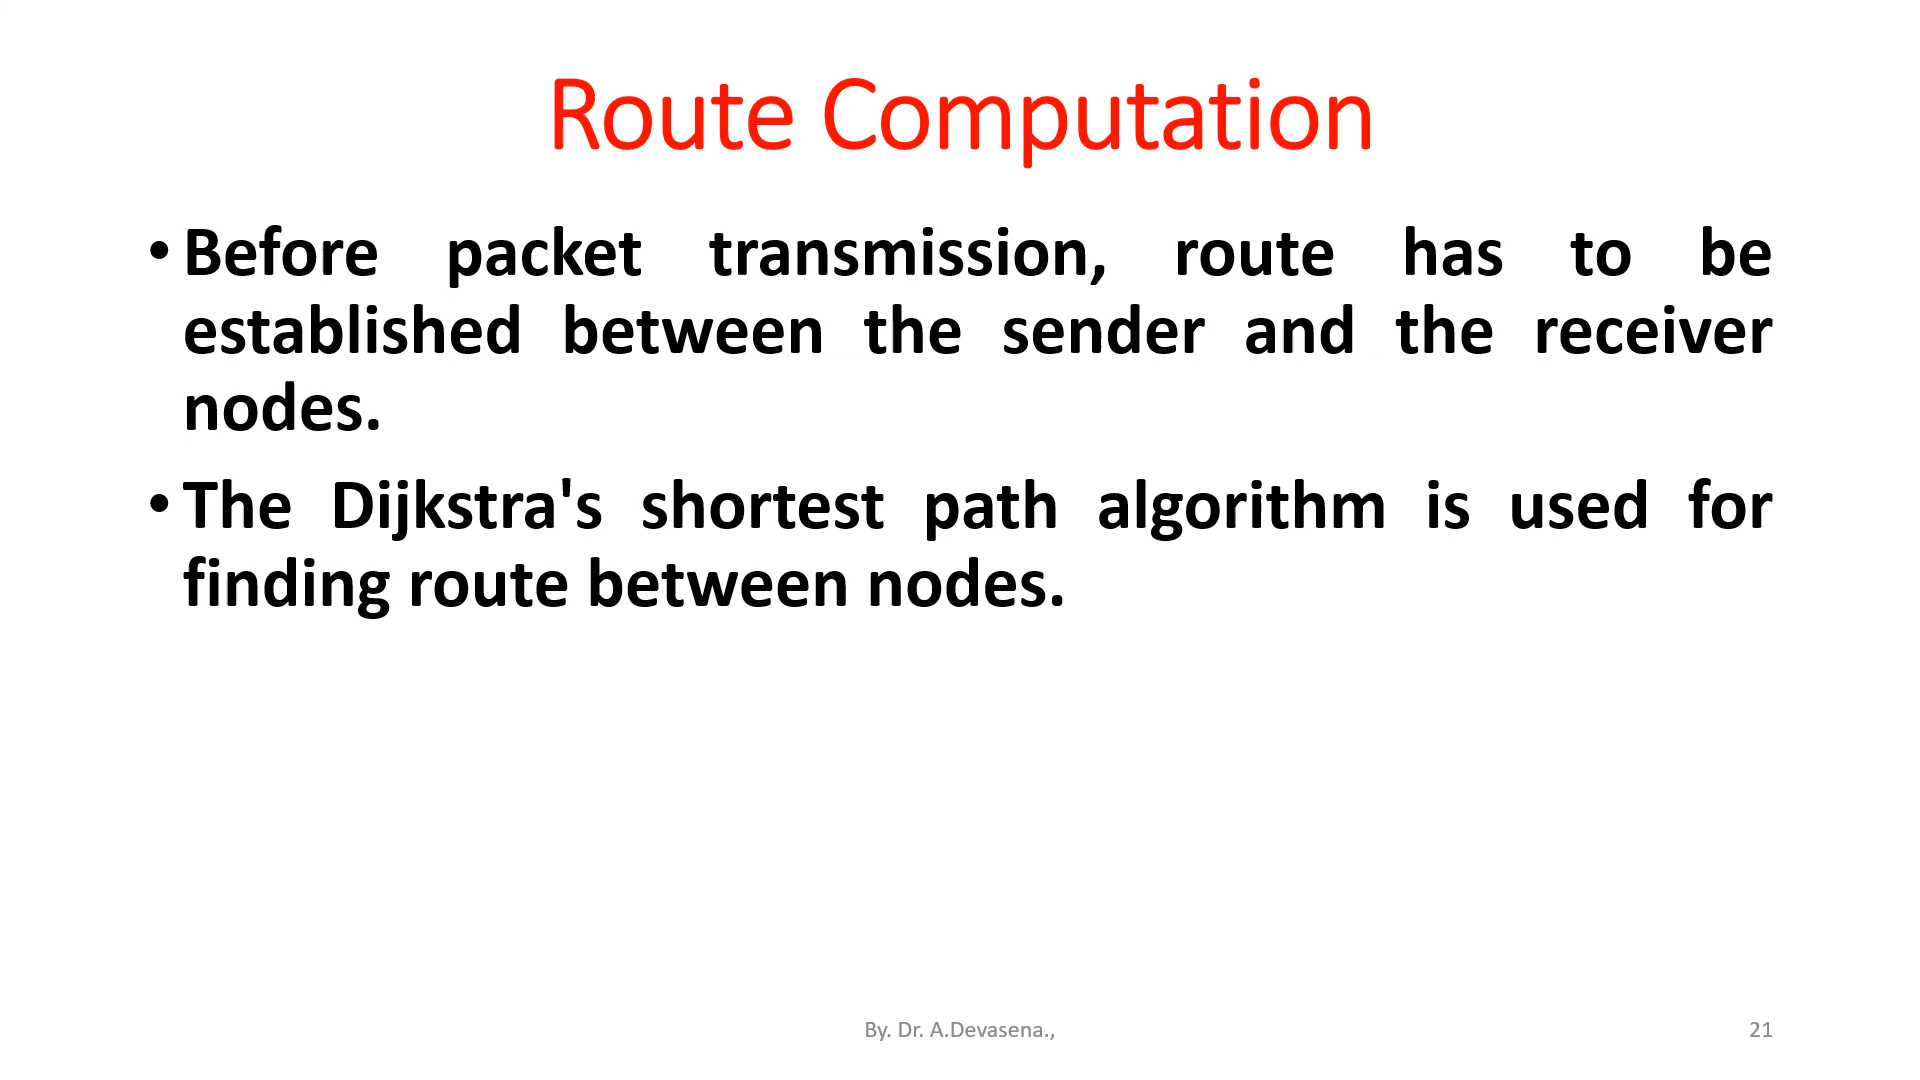 Route Computation
• Before packet transmission, route has to be
established between the sender and the receiver
nodes.
• The Dijkstra's shortest path algorithm is used for
finding route between nodes.
By. Dr. A.Devasena.,
21